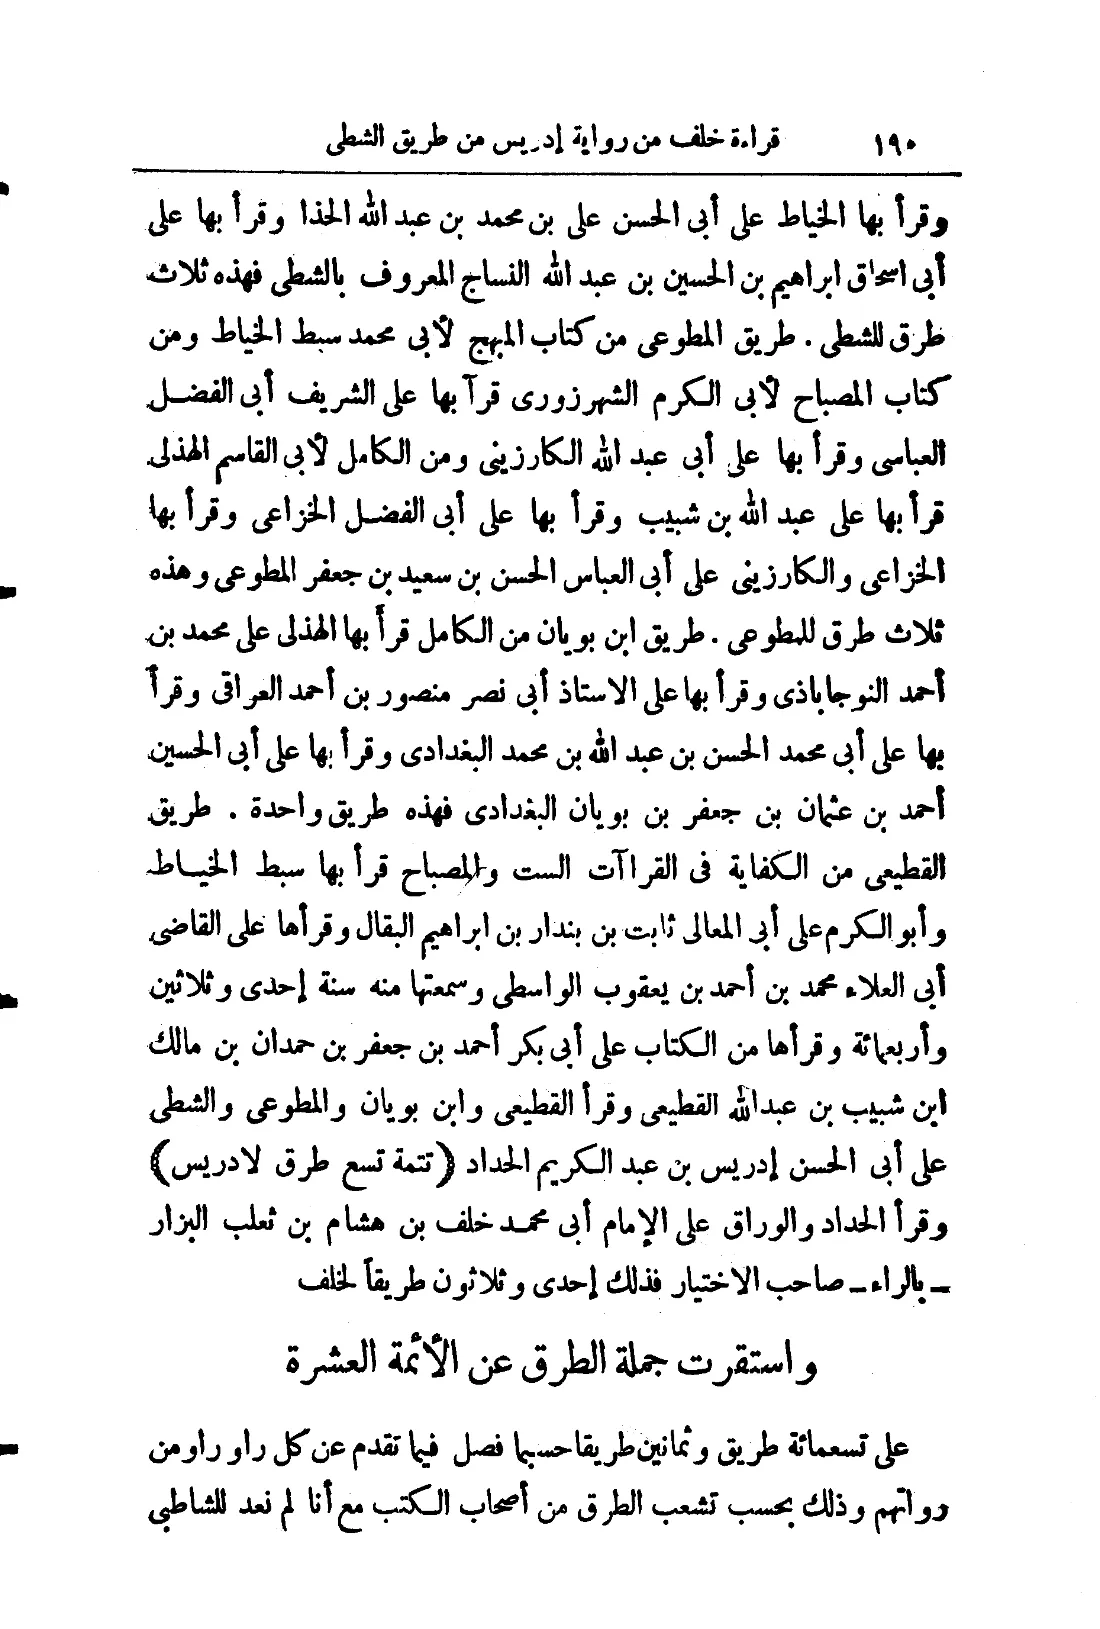 ١٩٠ قراءة خلف من رواية إدريس من طريق الشطى
وقرأ بها الخياط على أبى الحسن على بن محمد بن عبد الله الحذا وقرأ بها على
أبى اسحاق ابراهيم بن الحسين بن عبد الله النساج المعروف بالشطى فهذه ثلاث
طرق للشطى . طريق المطوعى من كتاب المبهج لأبى محمد سبط الخياط ومن
كتاب المصباح لأبى الكرم الشهرزورى قرآ بها على الشريف أبى الفضل
العباسى وقرأ بها على أبى عبد الله الكارزينى ومن الكامل لأبى القاسم الهذلى
قرأ بها على عبد الله بن شبيب وقرأ بها على أبى الفضل الخزاعى وقرأ بها
الخزاعى والكارزينى على أبى العباس الحسن بن سعيد بن جعفر المطوعى وهذه
ثلاث طرق للمطوعى . طريق ابن بويان من الكامل قرأ بها الهذلى على محمد بن
أحمد النوجاباذى وقرأ بها على الاستاذ أبى نصر منصور بن أحمد العراقى وقرأ
بها على أبى محمد الحسن بن عبد الله بن محمد البغدادى وقرأ بها على أبى الحسين
أحمد بن عثمان بن جعفر بن بويان البغدادى فهذه طريق واحدة . طريق
القطيعى من الكفاية فى القراآت الست والمصباح قرأ بها سبط الخياط
وأبو الكرم على أبى المعالى ثابت بن بندار بن ابراهيم البقال وقرأها على القاضى
أبى العلاء محمد بن أحمد بن يعقوب الواسطى وسمعتها منه سنة إحدى وثلاثين
وأربعمائة وقرأها من الكتاب على أبى بكر أحمد بن جعفر بن حمدان بن مالك
ابن شبيب بن عبدالله القطيعى وقرأ القطيعى وابن بويان والمطوعى والشطى
على أبى الحسن إدريس بن عبد الكريم الحداد (تتمة تسع طرق لادريس)
وقرأ الحداد والوراق على الإمام أبى محمد خلف بن هشام بن ثعلب البزار
ـ بالراء ـ صاحب الاختيار فذلك إحدى وثلاثون طريقاً لخلف
واستقرت جملة الطرق عن الأئمة العشرة
على تسعمائة طريق وثمانين طريقا حسبما فصل فيما تقدم عن كل راو راو من
رواتهم وذلك بحسب تشعب الطرق من أصحاب الكتب مع أنا لم نعد للشاطبى